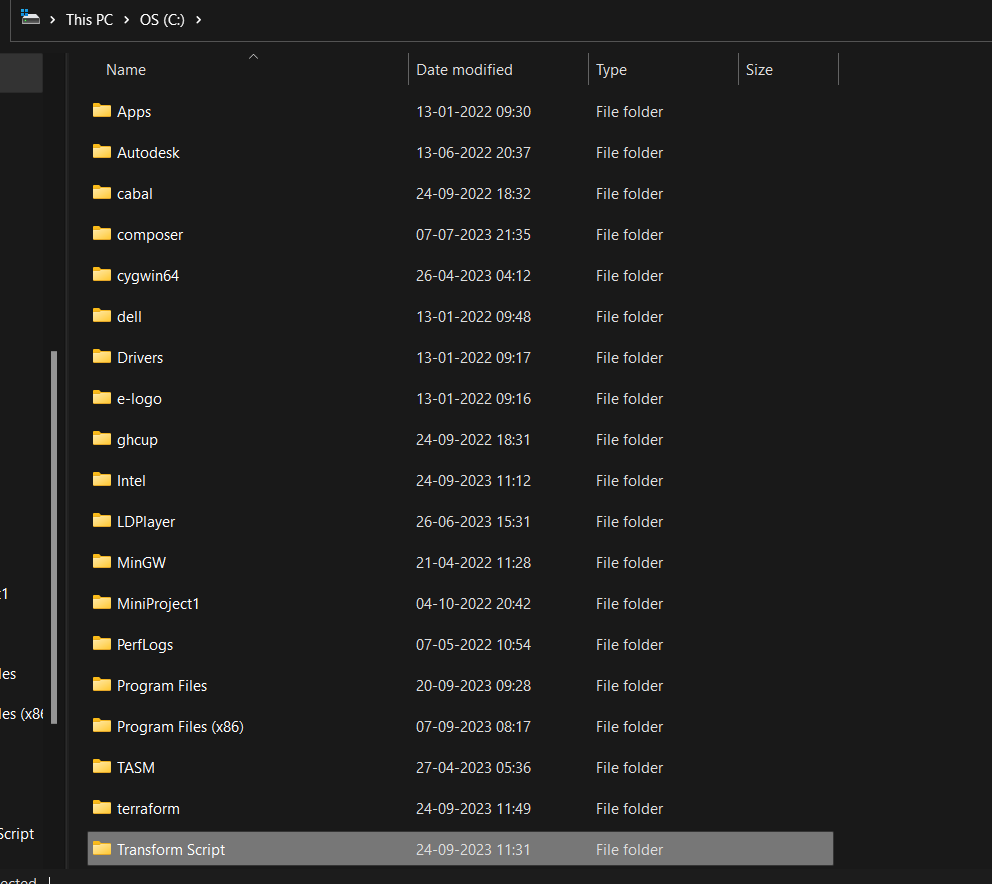 This PC > OS (C:) >
Name Date modified Type Size
Apps 13-01-2022 09:30 File folder
Autodesk 13-06-2022 20:37 File folder
cabal 24-09-2022 18:32 File folder
composer 07-07-2023 21:35 File folder
cygwin64 26-04-2023 04:12 File folder
dell 13-01-2022 09:48 File folder
Drivers 13-01-2022 09:17 File folder
e-logo 13-01-2022 09:16 File folder
ghcup 24-09-2022 18:31 File folder
Intel 24-09-2023 11:12 File folder
LDPlayer 26-06-2023 15:31 File folder
MinGW 21-04-2022 11:28 File folder
1
MiniProject1 04-10-2022 20:42 File folder
PerfLogs 07-05-2022 10:54 File folder
les
Program Files 20-09-2023 09:28 File folder
les (x86
Program Files (x86) 07-09-2023 08:17 File folder
TASM 27-04-2023 05:36 File folder
terraform 24-09-2023 11:49 File folder
Script
Transform Script 24-09-2023 11:31 File folder